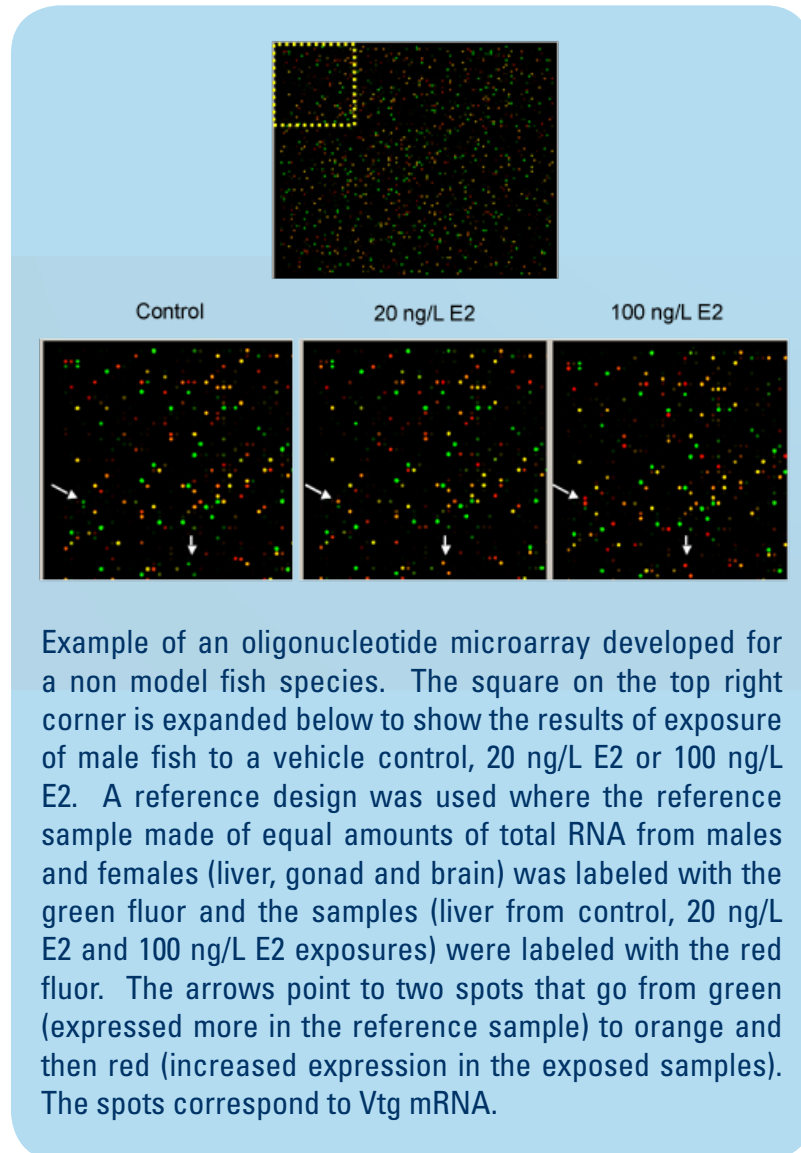 Control 20 ng/L E2 100 ng/L E2
Example of an oligonucleotide microarray developed for
a non model fish species. The square on the top right
corner is expanded below to show the results of exposure
of male fish to a vehicle control, 20 ng/L E2 or 100 ng/L
E2. A reference design was used where the reference
sample made of equal amounts of total RNA from males
and females (liver, gonad and brain) was labeled with the
green fluor and the samples (liver from control, 20 ng/L
E2 and 100 ng/L E2 exposures) were labeled with the red
fluor. The arrows point to two spots that go from green
(expressed more in the reference sample) to orange and
then red (increased expression in the exposed samples).
The spots correspond to Vtg mRNA.